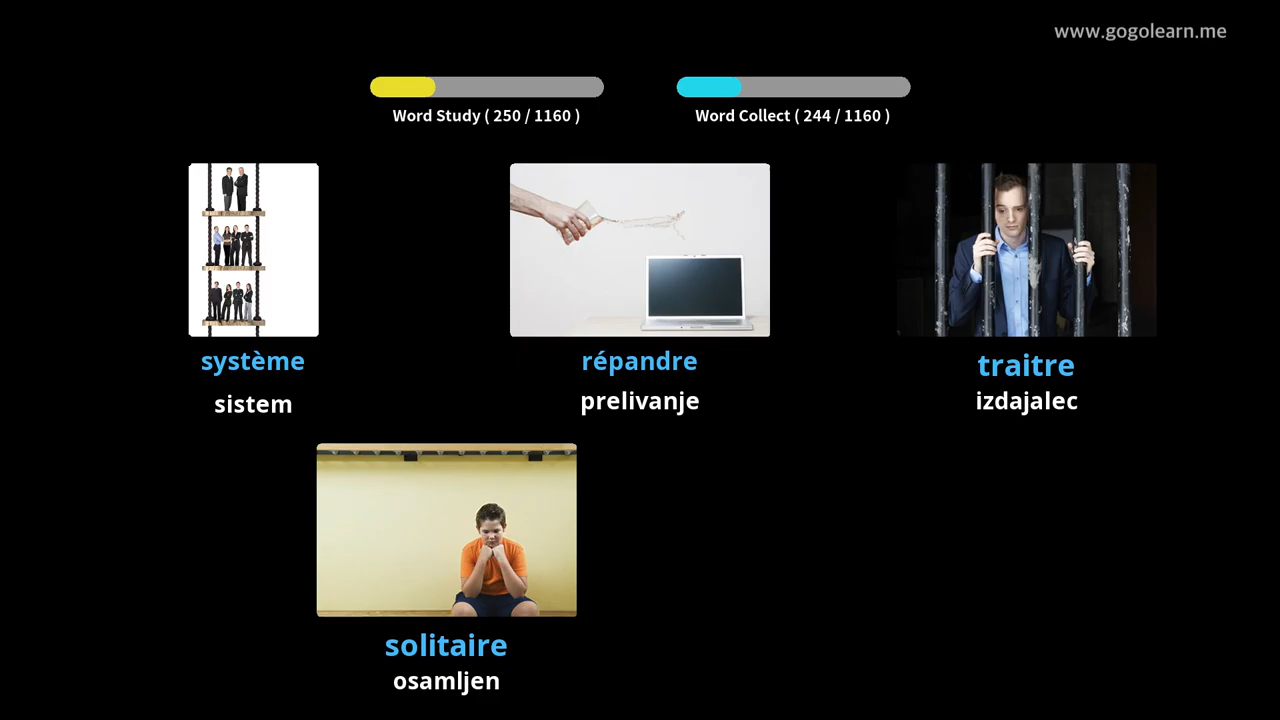 www.gogolearn.me
Word Study ( 250 / 1160 )
Word Collect ( 244 / 1160 )
système
sistem
répandre
prelivanje
traitre
izdajalec
solitaire
osamljen